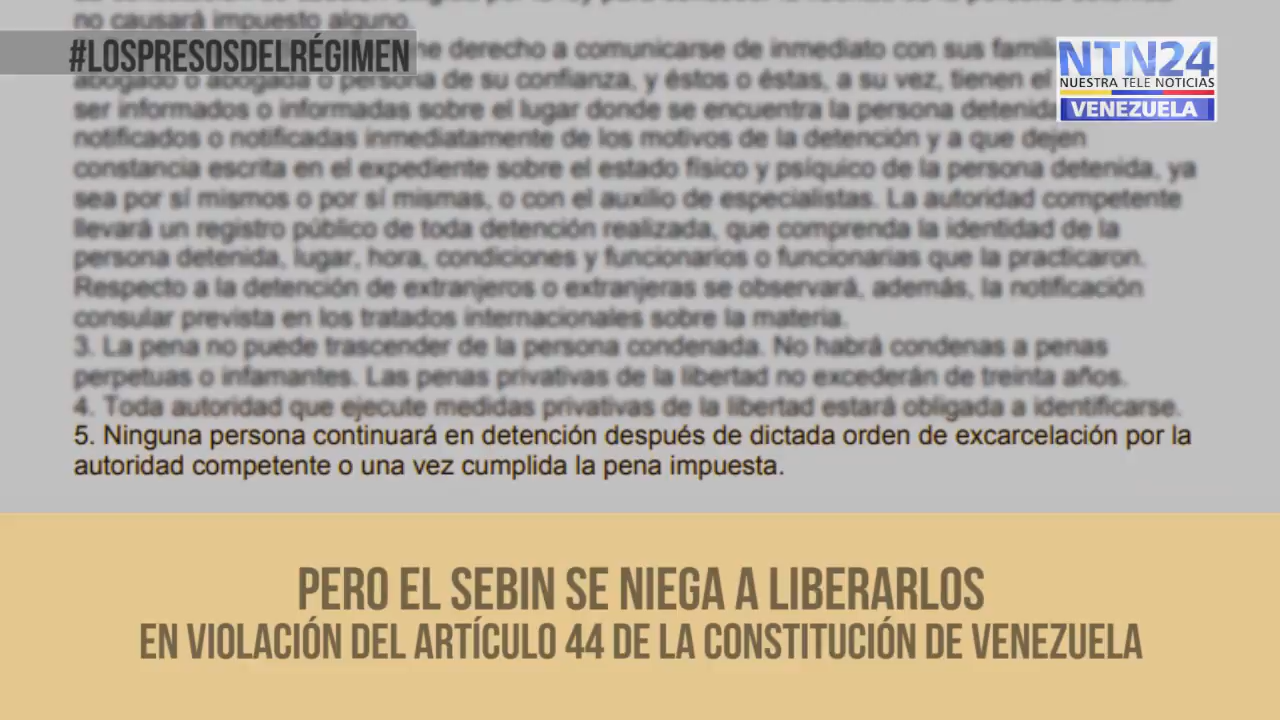 no causará impuesto alguno.
#LOSPRESOSDELRÉGIMEN
ne derecho a comunicarse de inmediato con sus famili
abogado o abogada o persona de su confianza, y éstos o éstas, a su vez, tienen el
ser informados o informadas sobre el lugar donde se encuentra la persona detenida
notificados o notificadas inmediatamente de los motivos de la detención y a que dejen
constancia escrita en el expediente sobre el estado físico y psíquico de la persona detenida, ya
sea por sí mismos o por sí mismas, o con el auxilio de especialistas. La autoridad competente
llevará un registro público de toda detención realizada, que comprenda la identidad de la
persona detenida, lugar, hora, condiciones y funcionarios o funcionarias que la practicaron.
Respecto a la detención de extranjeros o extranjeras se observará, además, la notificación
consular prevista en los tratados internacionales sobre la materia.
3. La pena no puede trascender de la persona condenada. No habrá condenas a penas
perpetuas o infamantes. Las penas privativas de la libertad no excederán de treinta años.
4. Toda autoridad que ejecute medidas privativas de la libertad estará obligada a identificarse.
5. Ninguna persona continuará en detención después de dictada orden de excarcelación por la
autoridad competente o una vez cumplida la pena impuesta.
NTN24
NUESTRA TELE NOTICIAS
VENEZUELA
PERO EL SEBIN SE NIEGA A LIBERARLOS
EN VIOLACIÓN DEL ARTÍCULO 44 DE LA CONSTITUCIÓN DE VENEZUELA